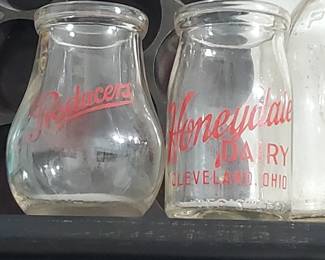 Producers
Honeydale
DAIRY
CLEVELAND, OHIO